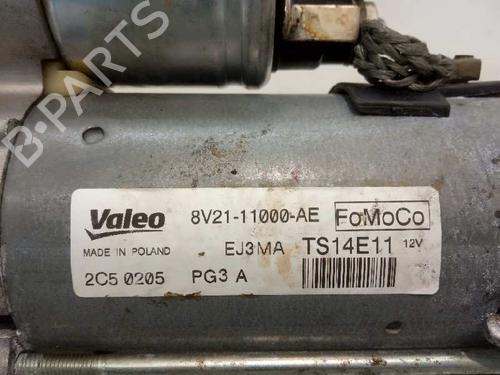 B-PARTS
Valeo 8V21-11000-AE FoMoCo
MADE IN POLAND EJ3MA TS14E11 12V
2C5 0205 PG3 A